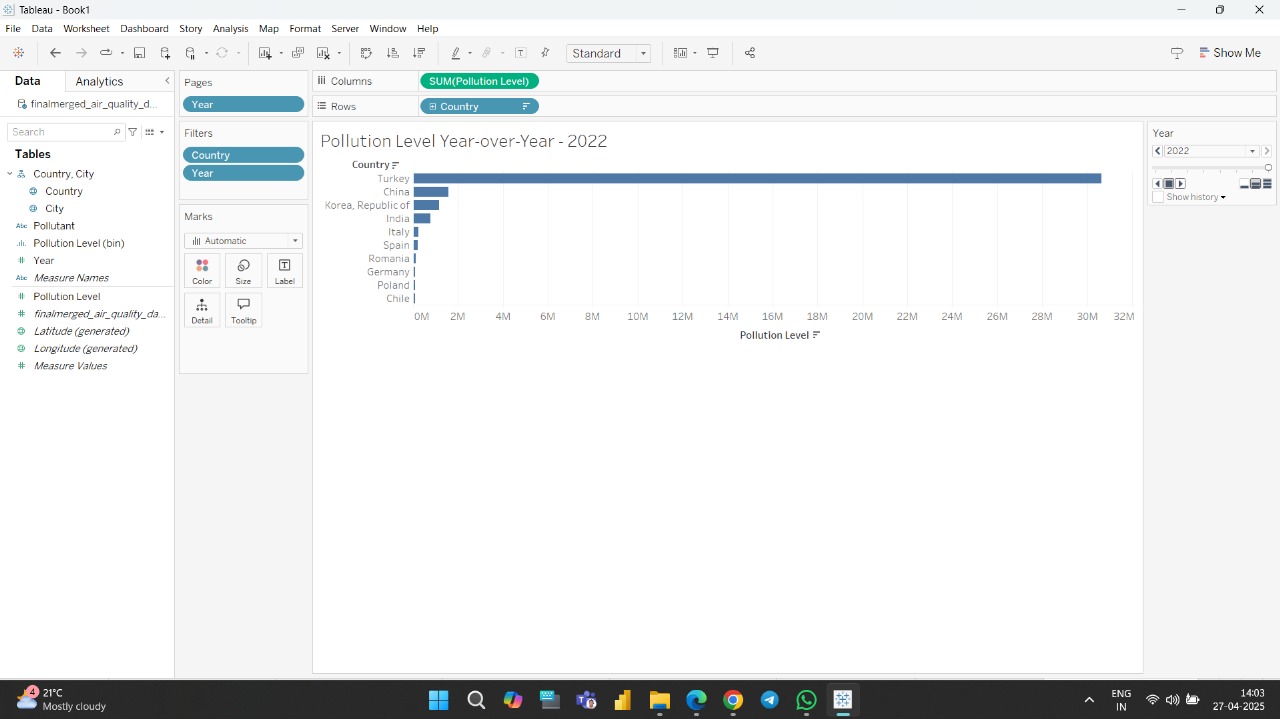 Tableau - Book1
File Data Worksheet Dashboard Story Analysis Map Format Server Window Help
Standard
Show Me
Data Analytics
finalmerged_air_quality_d...
Search
Tables
Country, City
Country
City
Abc Pollutant
Pollution Level (bin)
# Year
Abc Measure Names
# Pollution Level
# finalmerged_air_quality_da...
Latitude (generated)
Longitude (generated)
# Measure Values
Pages
Year
Filters
Country
Year
Marks
Automatic
Color Size Label
Detail Tooltip
Columns SUM(Pollution Level)
Rows Country
Pollution Level Year-over-Year - 2022
Country
Turkey
China
Korea, Republic of
India
Italy
Spain
Romania
Germany
Poland
Chile
0M 2M 4M 6M 8M 10M 12M 14M 16M 18M 20M 22M 24M 26M 28M 30M 32M
Pollution Level
Year
2022
Show history
4
21°C
Mostly cloudy
ENG
IN
14:03
27-04-2025